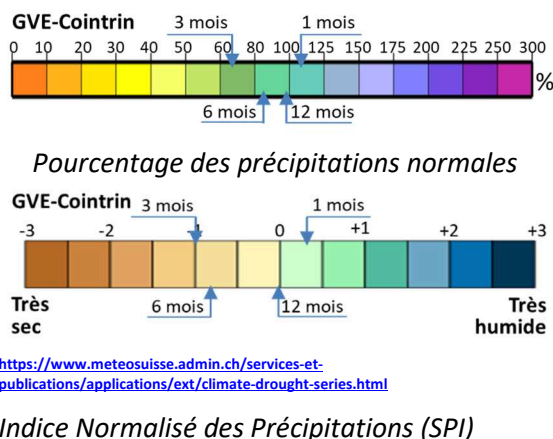 GVE-Cointrin 3 mois 1 mois
0 10 20 30 40 50 60 80 100 125 150 175 200 225 250 300
%
6 mois 12 mois
Pourcentage des précipitations normales
GVE-Cointrin 3 mois 1 mois
-3 -2 0 +1 +2 +3
6 mois 12 mois
Très Très
sec humide
https://www.meteosuisse.admin.ch/services-et-
publications/applications/ext/climate-drought-series.html
Indice Normalisé des Précipitations (SPI)